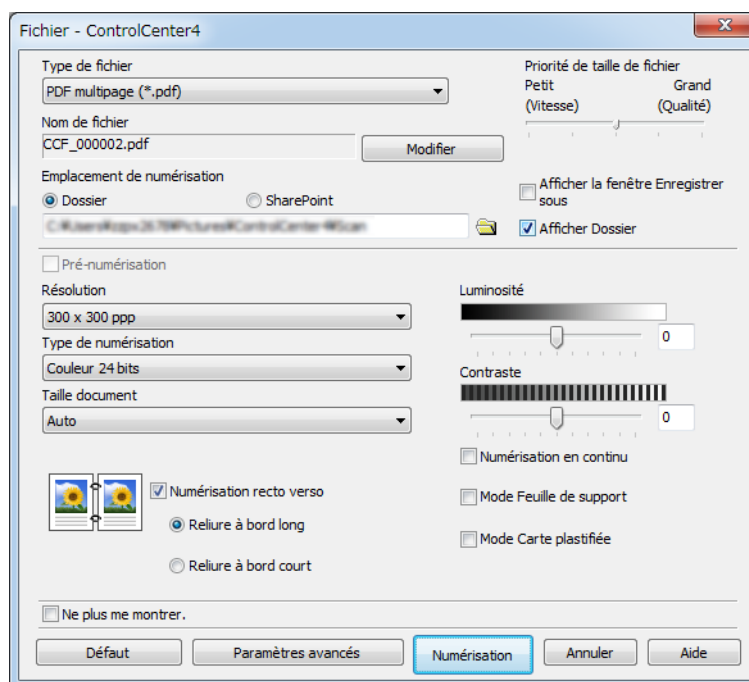 Fichier - ControlCenter4
Type de fichier
PDF multipage (*.pdf)
Priorité de taille de fichier
Petit Grand
(Vitesse) (Qualité)
Nom de fichier
CCF_000002.pdf
Modifier
Emplacement de numérisation
Dossier SharePoint
Afficher la fenêtre Enregistrer
sous
Afficher Dossier
Pré-numérisation
Résolution
300 x 300 ppp
Type de numérisation
Couleur 24 bits
Taille document
Auto
Luminosité
0
Contraste
0
Numérisation en continu
Mode Feuille de support
Mode Carte plastifiée
Numérisation recto verso
Reliure à bord long
Reliure à bord court
Ne plus me montrer.
Défaut Paramètres avancés Numérisation Annuler Aide